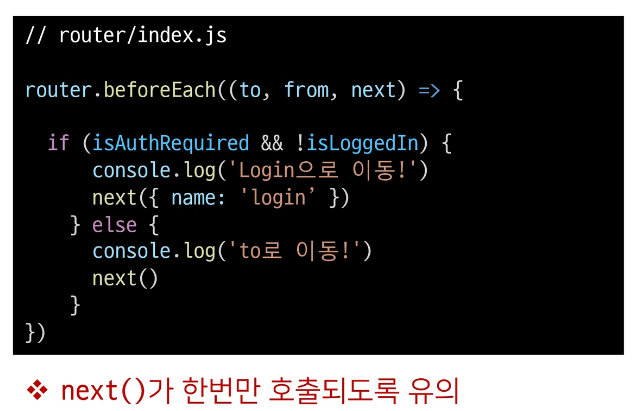 // router/index.js
router.beforeEach((to, from, next) => {
if (isAuthRequired && !isLoggedIn) {
console.log('Login으로 이동!')
next({ name: 'login’ })
} else {
console.log('to로 이동!')
next()
}
})
❖ next()가 한번만 호출되도록 유의